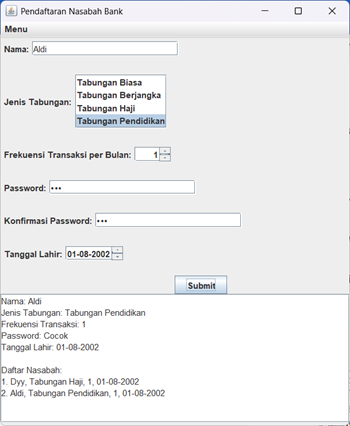 Pendaftaran Nasabah Bank
Menu
Nama: Aldi
Tabungan Biasa
Tabungan Berjangka
Jenis Tabungan:
Tabungan Haji
Tabungan Pendidikan
Frekuensi Transaksi per Bulan: 1
Password: •••
Konfirmasi Password: •••
Tanggal Lahir: 01-08-2002
Submit
Nama: Aldi
Jenis Tabungan: Tabungan Pendidikan
Frekuensi Transaksi: 1
Password: Cocok
Tanggal Lahir: 01-08-2002
Daftar Nasabah:
1. Dyy, Tabungan Haji, 1, 01-08-2002
2. Aldi, Tabungan Pendidikan, 1, 01-08-2002